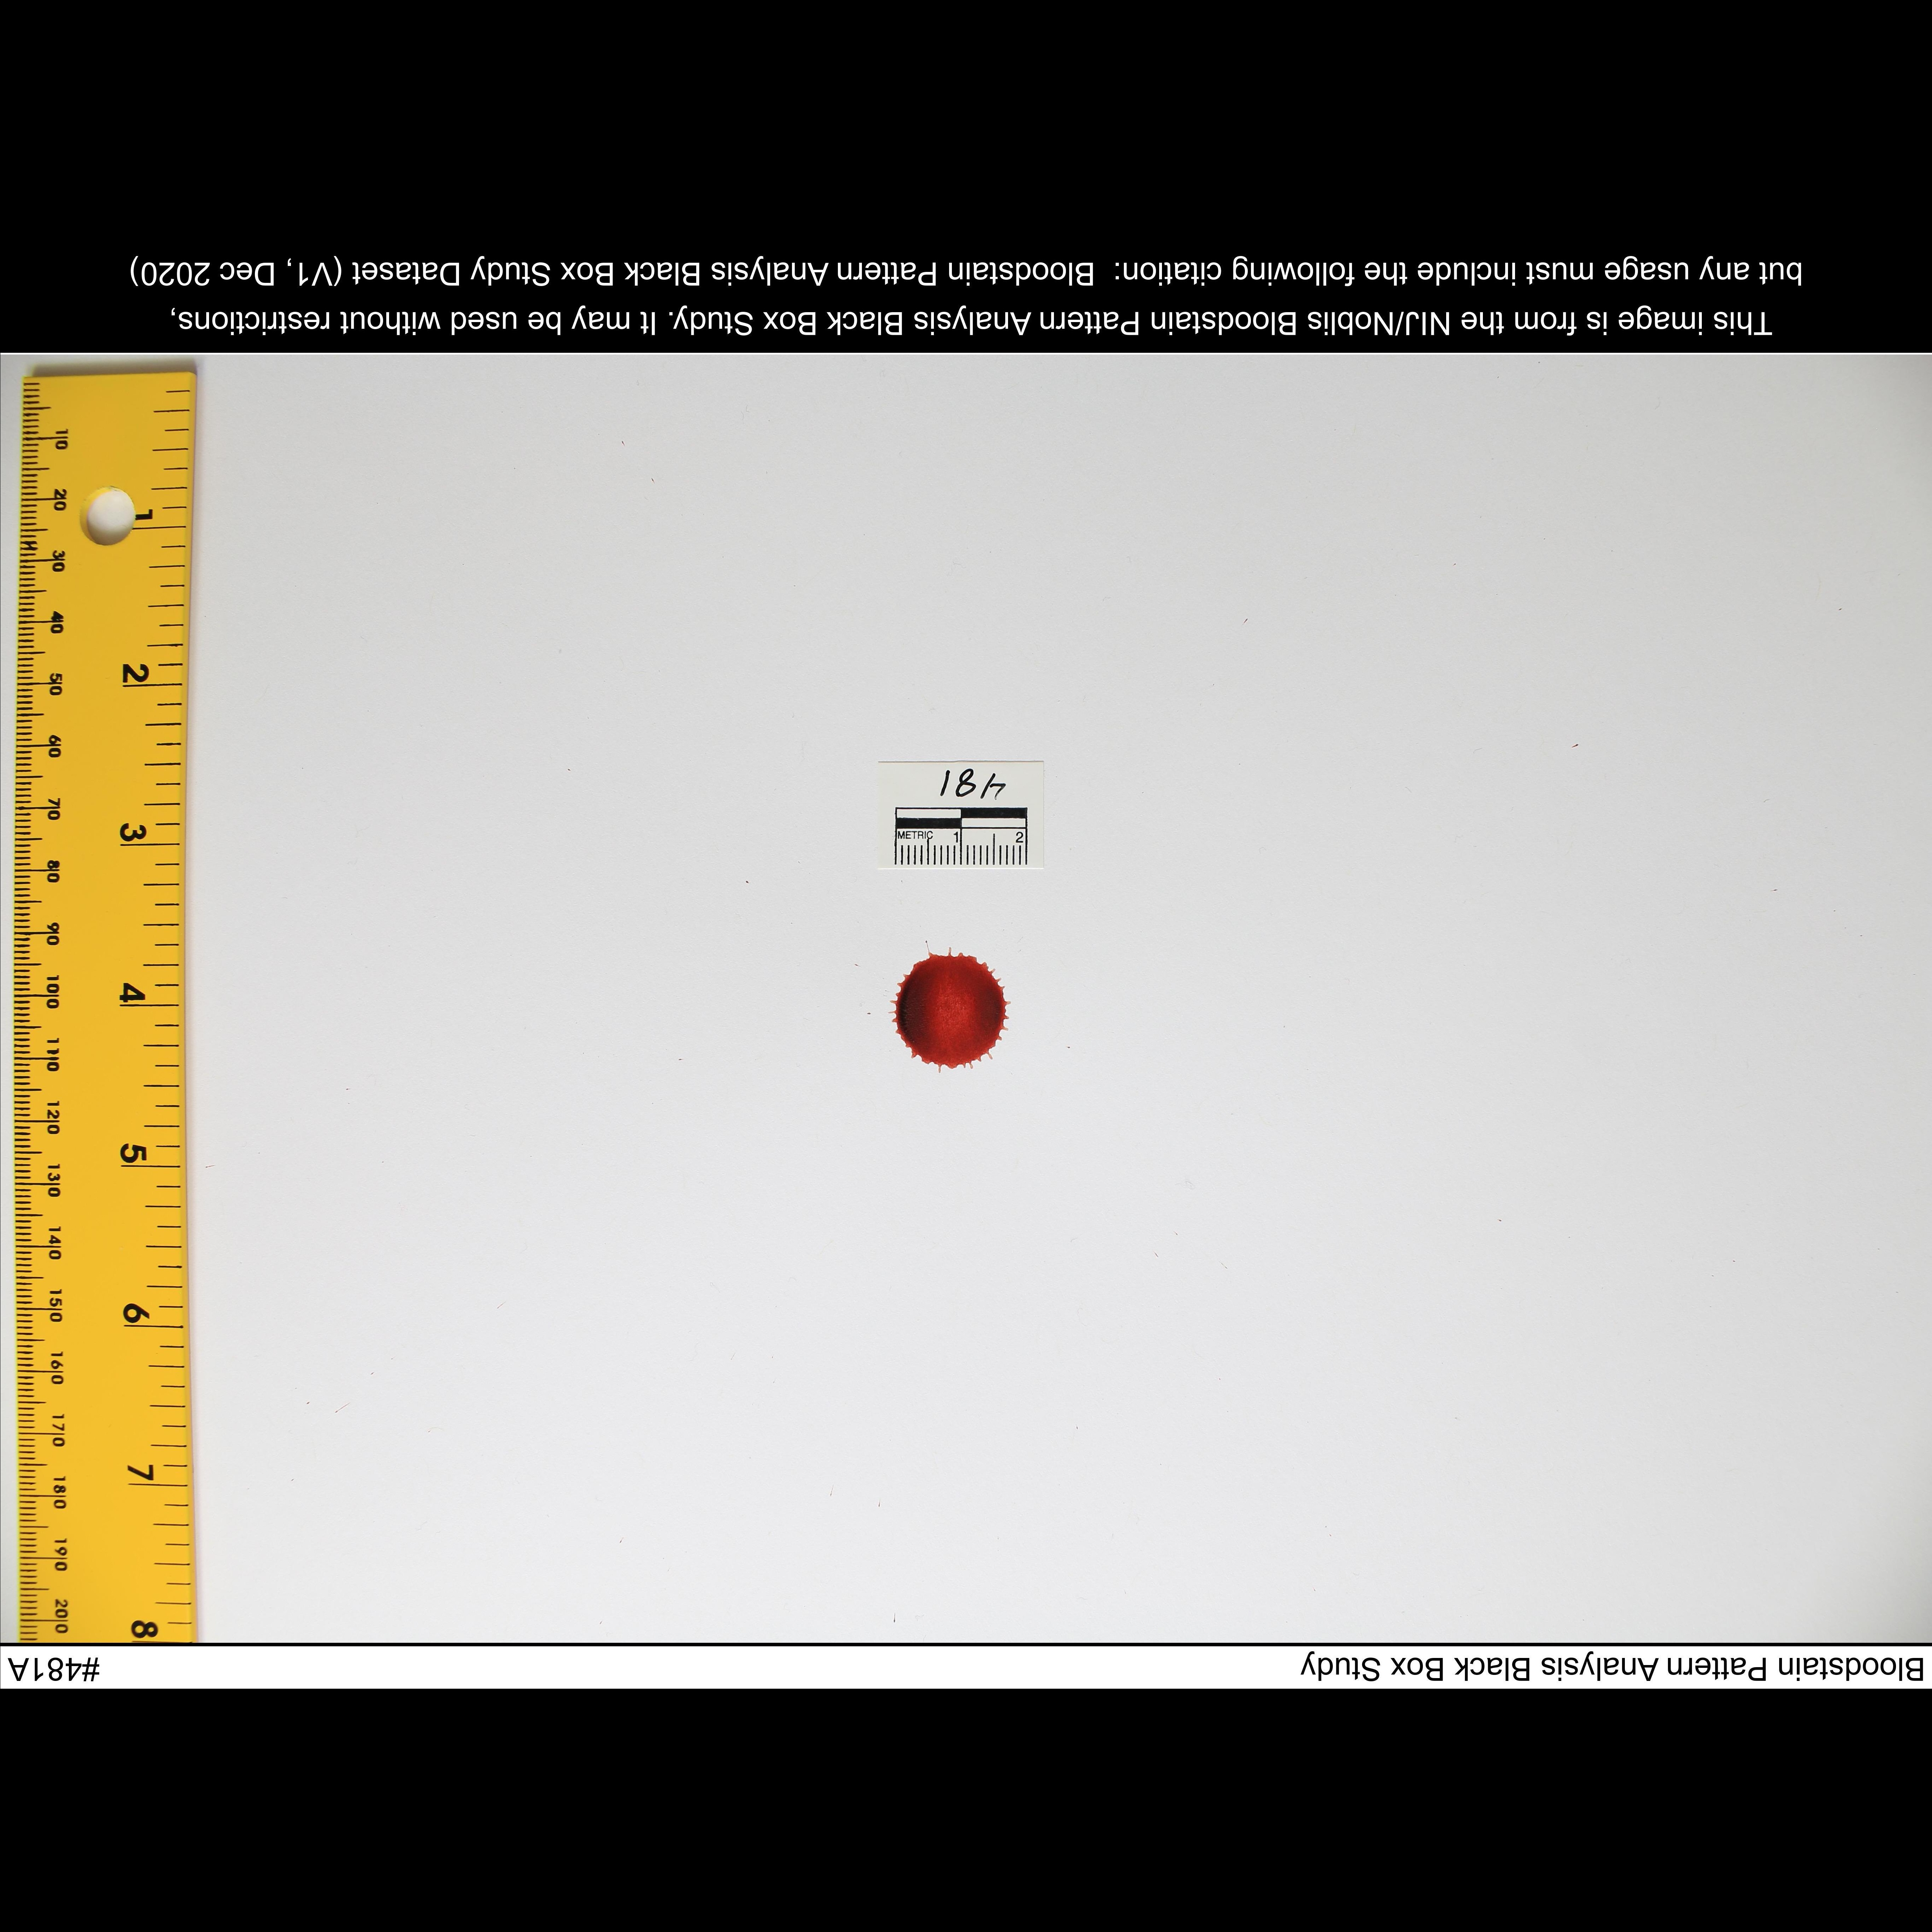 Bloodstain Pattern Analysis Black Box Study
#481A
METRIC 1 2
481
1 2 3 4 5 6 7 8
10 20 30 40 50 60 70 80 90 100 110 120 130 140 150 160 170 180 190 200
This image is from the NIJ/Noblis Bloodstain Pattern Analysis Black Box Study. It may be used without restrictions,
but any usage must include the following citation: Bloodstain Pattern Analysis Black Box Study Dataset (V1, Dec 2020)